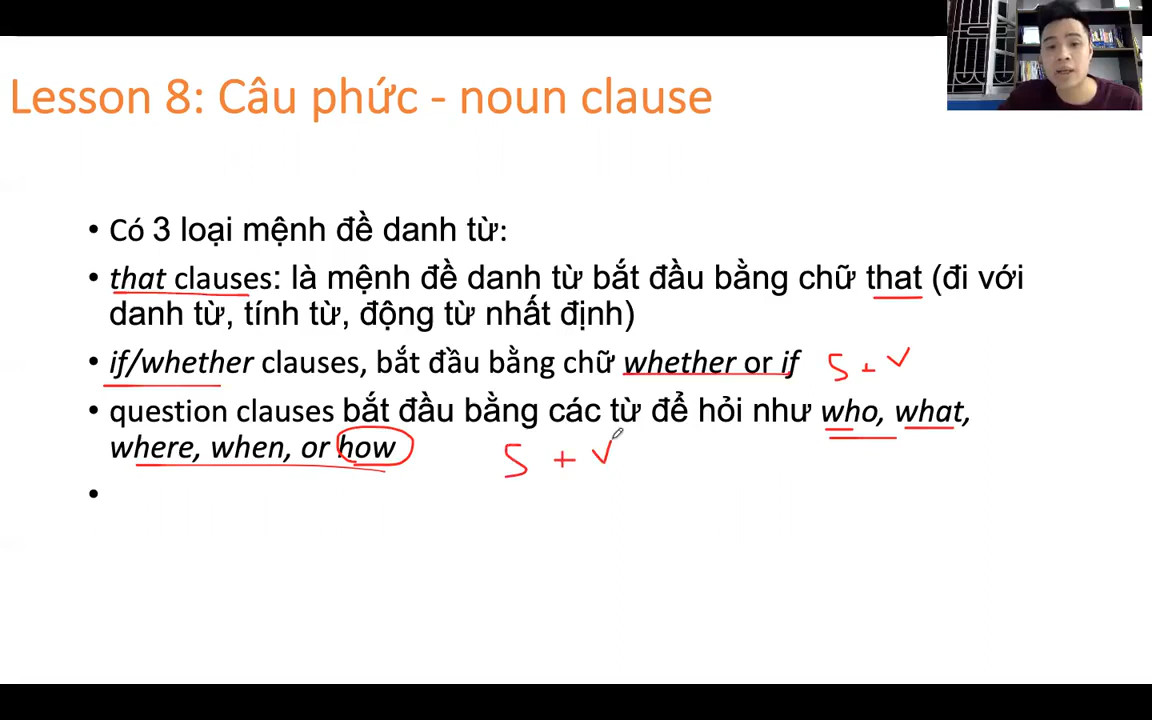 Lesson 8: Câu phức - noun clause
• Có 3 loại mệnh đề danh từ:
• that clauses: là mệnh đề danh từ bắt đầu bằng chữ that (đi với
danh từ, tính từ, động từ nhất định)
• if/whether clauses, bắt đầu bằng chữ whether or if S + V
• question clauses bắt đầu bằng các từ để hỏi như who, what,
where, when, or how S + V
•